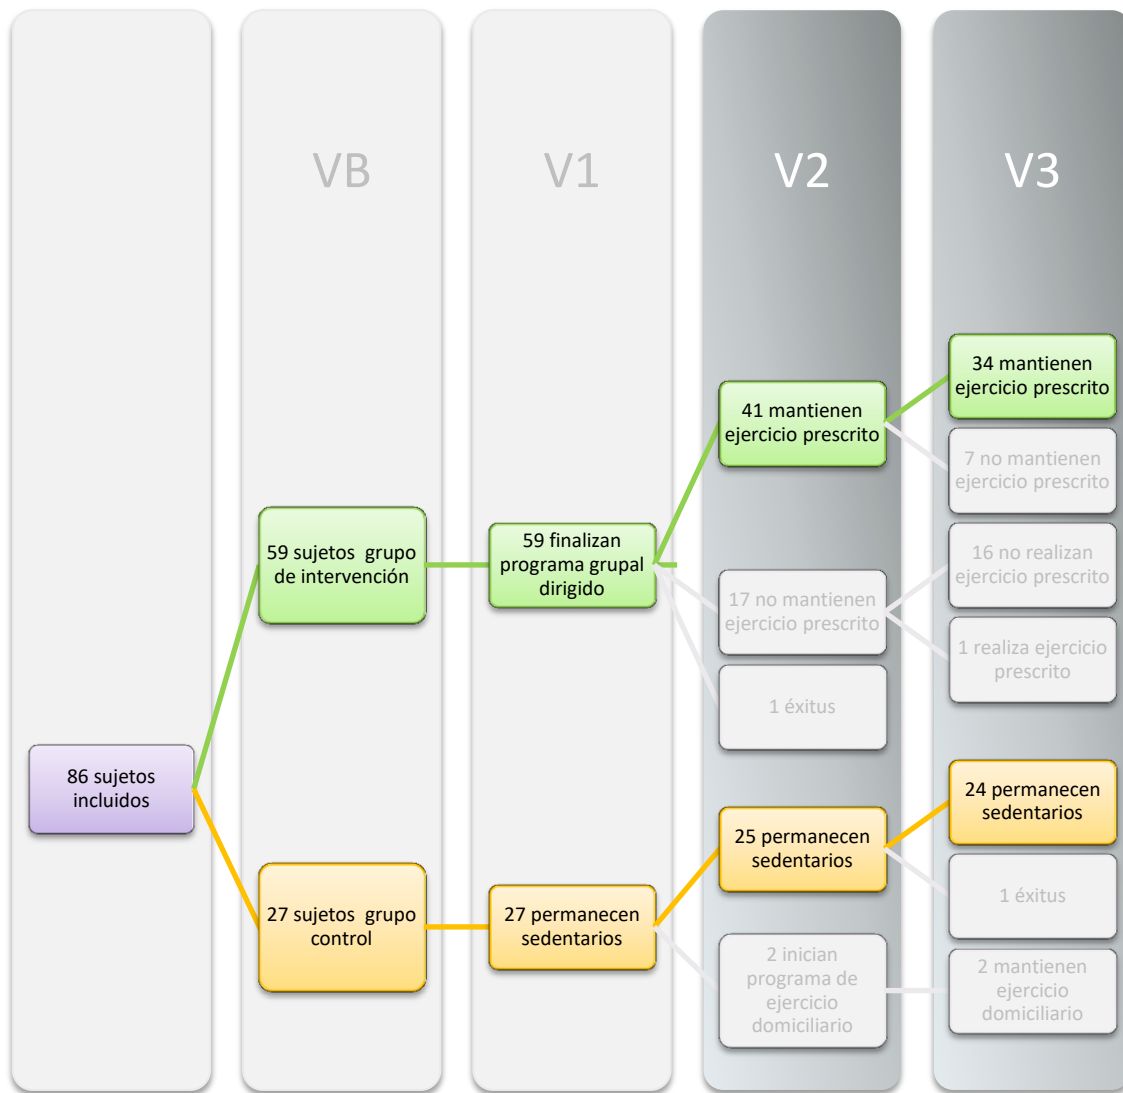 VB
V1
V2
V3
86 sujetos
incluidos
59 sujetos  grupo
de intervención
27 sujetos  grupo
control
59 finalizan
programa grupal
dirigido
27 permanecen
sedentarios
41 mantienen
ejercicio prescrito
17 no mantienen
ejercicio prescrito
1 éxitus
25 permanecen
sedentarios
2 inician
programa de
ejercicio
domiciliario
34 mantienen
ejercicio prescrito
7 no mantienen
ejercicio prescrito
16 no realizan
ejercicio prescrito
1 realiza ejercicio
prescrito
24 permanecen
sedentarios
1 éxitus
2 mantienen
ejercicio
domiciliario